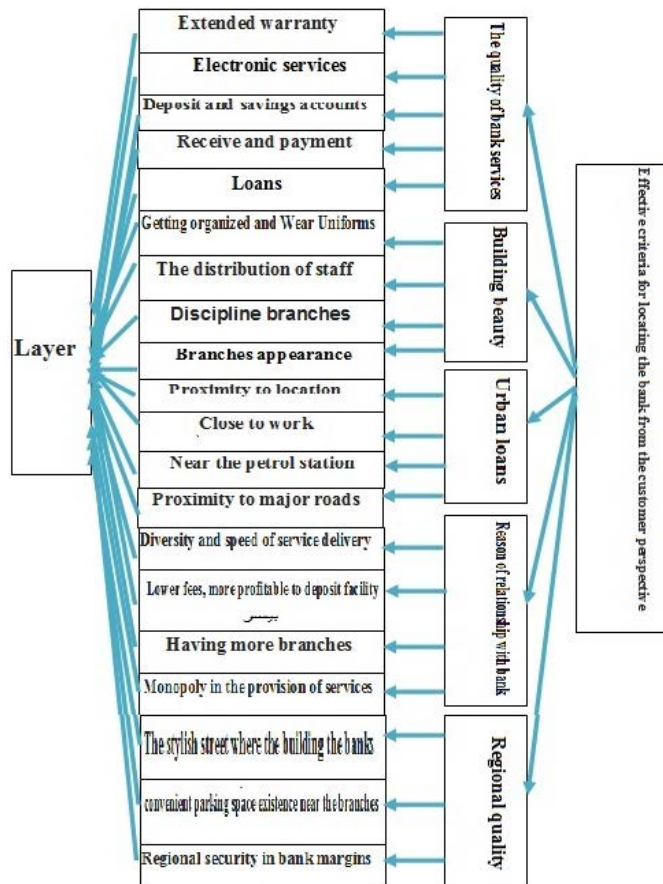 Extended warranty
Electronic services
Deposit and savings accounts
Receive and payment
Loans
Getting organized and Wear Uniforms
The distribution of staff
Discipline branches
Branches appearance
Proximity to location
Close to work
Near the petrol station
Proximity to major roads
Diversity and speed of service delivery
Lower fees, more profitable to deposit facility
Having more branches
Monopoly in the provision of services
The stylish street where the building the banks
convenient parking space existence near the branches
Regional security in bank margins
Layer
The quality of bank services
Building beauty
Urban loans
Reason of relationship with bank
Regional quality
Effective criteria for locating the bank from the customer perspective